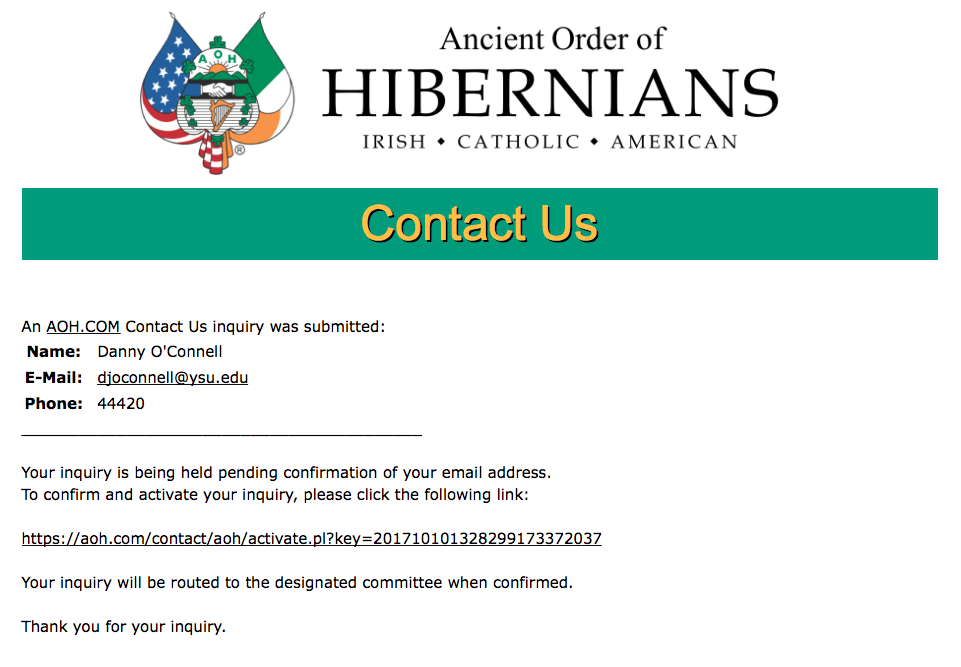 Ancient Order of
HIBERNIANS
IRISH ◆ CATHOLIC ◆ AMERICAN
AOH
®
Contact Us
An AOH.COM Contact Us inquiry was submitted:
Name: Danny O'Connell
E-Mail: djoconnell@ysu.edu
Phone: 44420
Your inquiry is being held pending confirmation of your email address.
To confirm and activate your inquiry, please click the following link:
https://aoh.com/contact/aoh/activate.pl?key=201710101328299173372037
Your inquiry will be routed to the designated committee when confirmed.
Thank you for your inquiry.